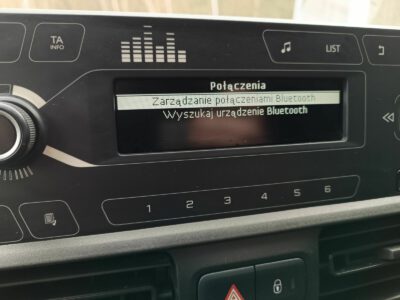 TA
INFO
LIST
Połączenia
Zarządzanie połączeniami Bluetooth
Wyszukaj urządzenie Bluetooth
1 2 3 4 5 6